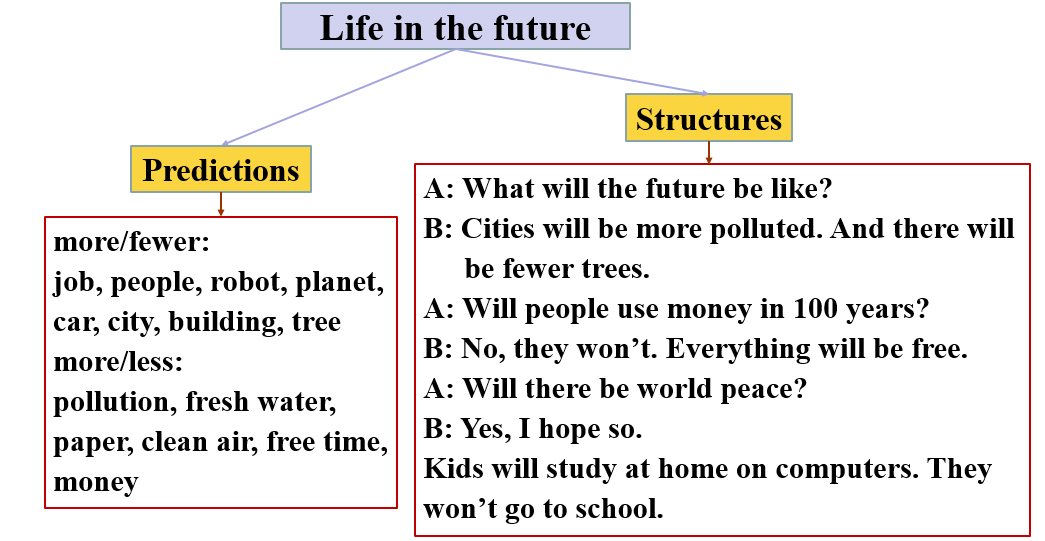 Life in the future
Predictions
more/fewer:
job, people, robot, planet,
car, city, building, tree
more/less:
pollution, fresh water,
paper, clean air, free time,
money
Structures
A: What will the future be like?
B: Cities will be more polluted. And there will
be fewer trees.
A: Will people use money in 100 years?
B: No, they won’t. Everything will be free.
A: Will there be world peace?
B: Yes, I hope so.
Kids will study at home on computers. They
won’t go to school.